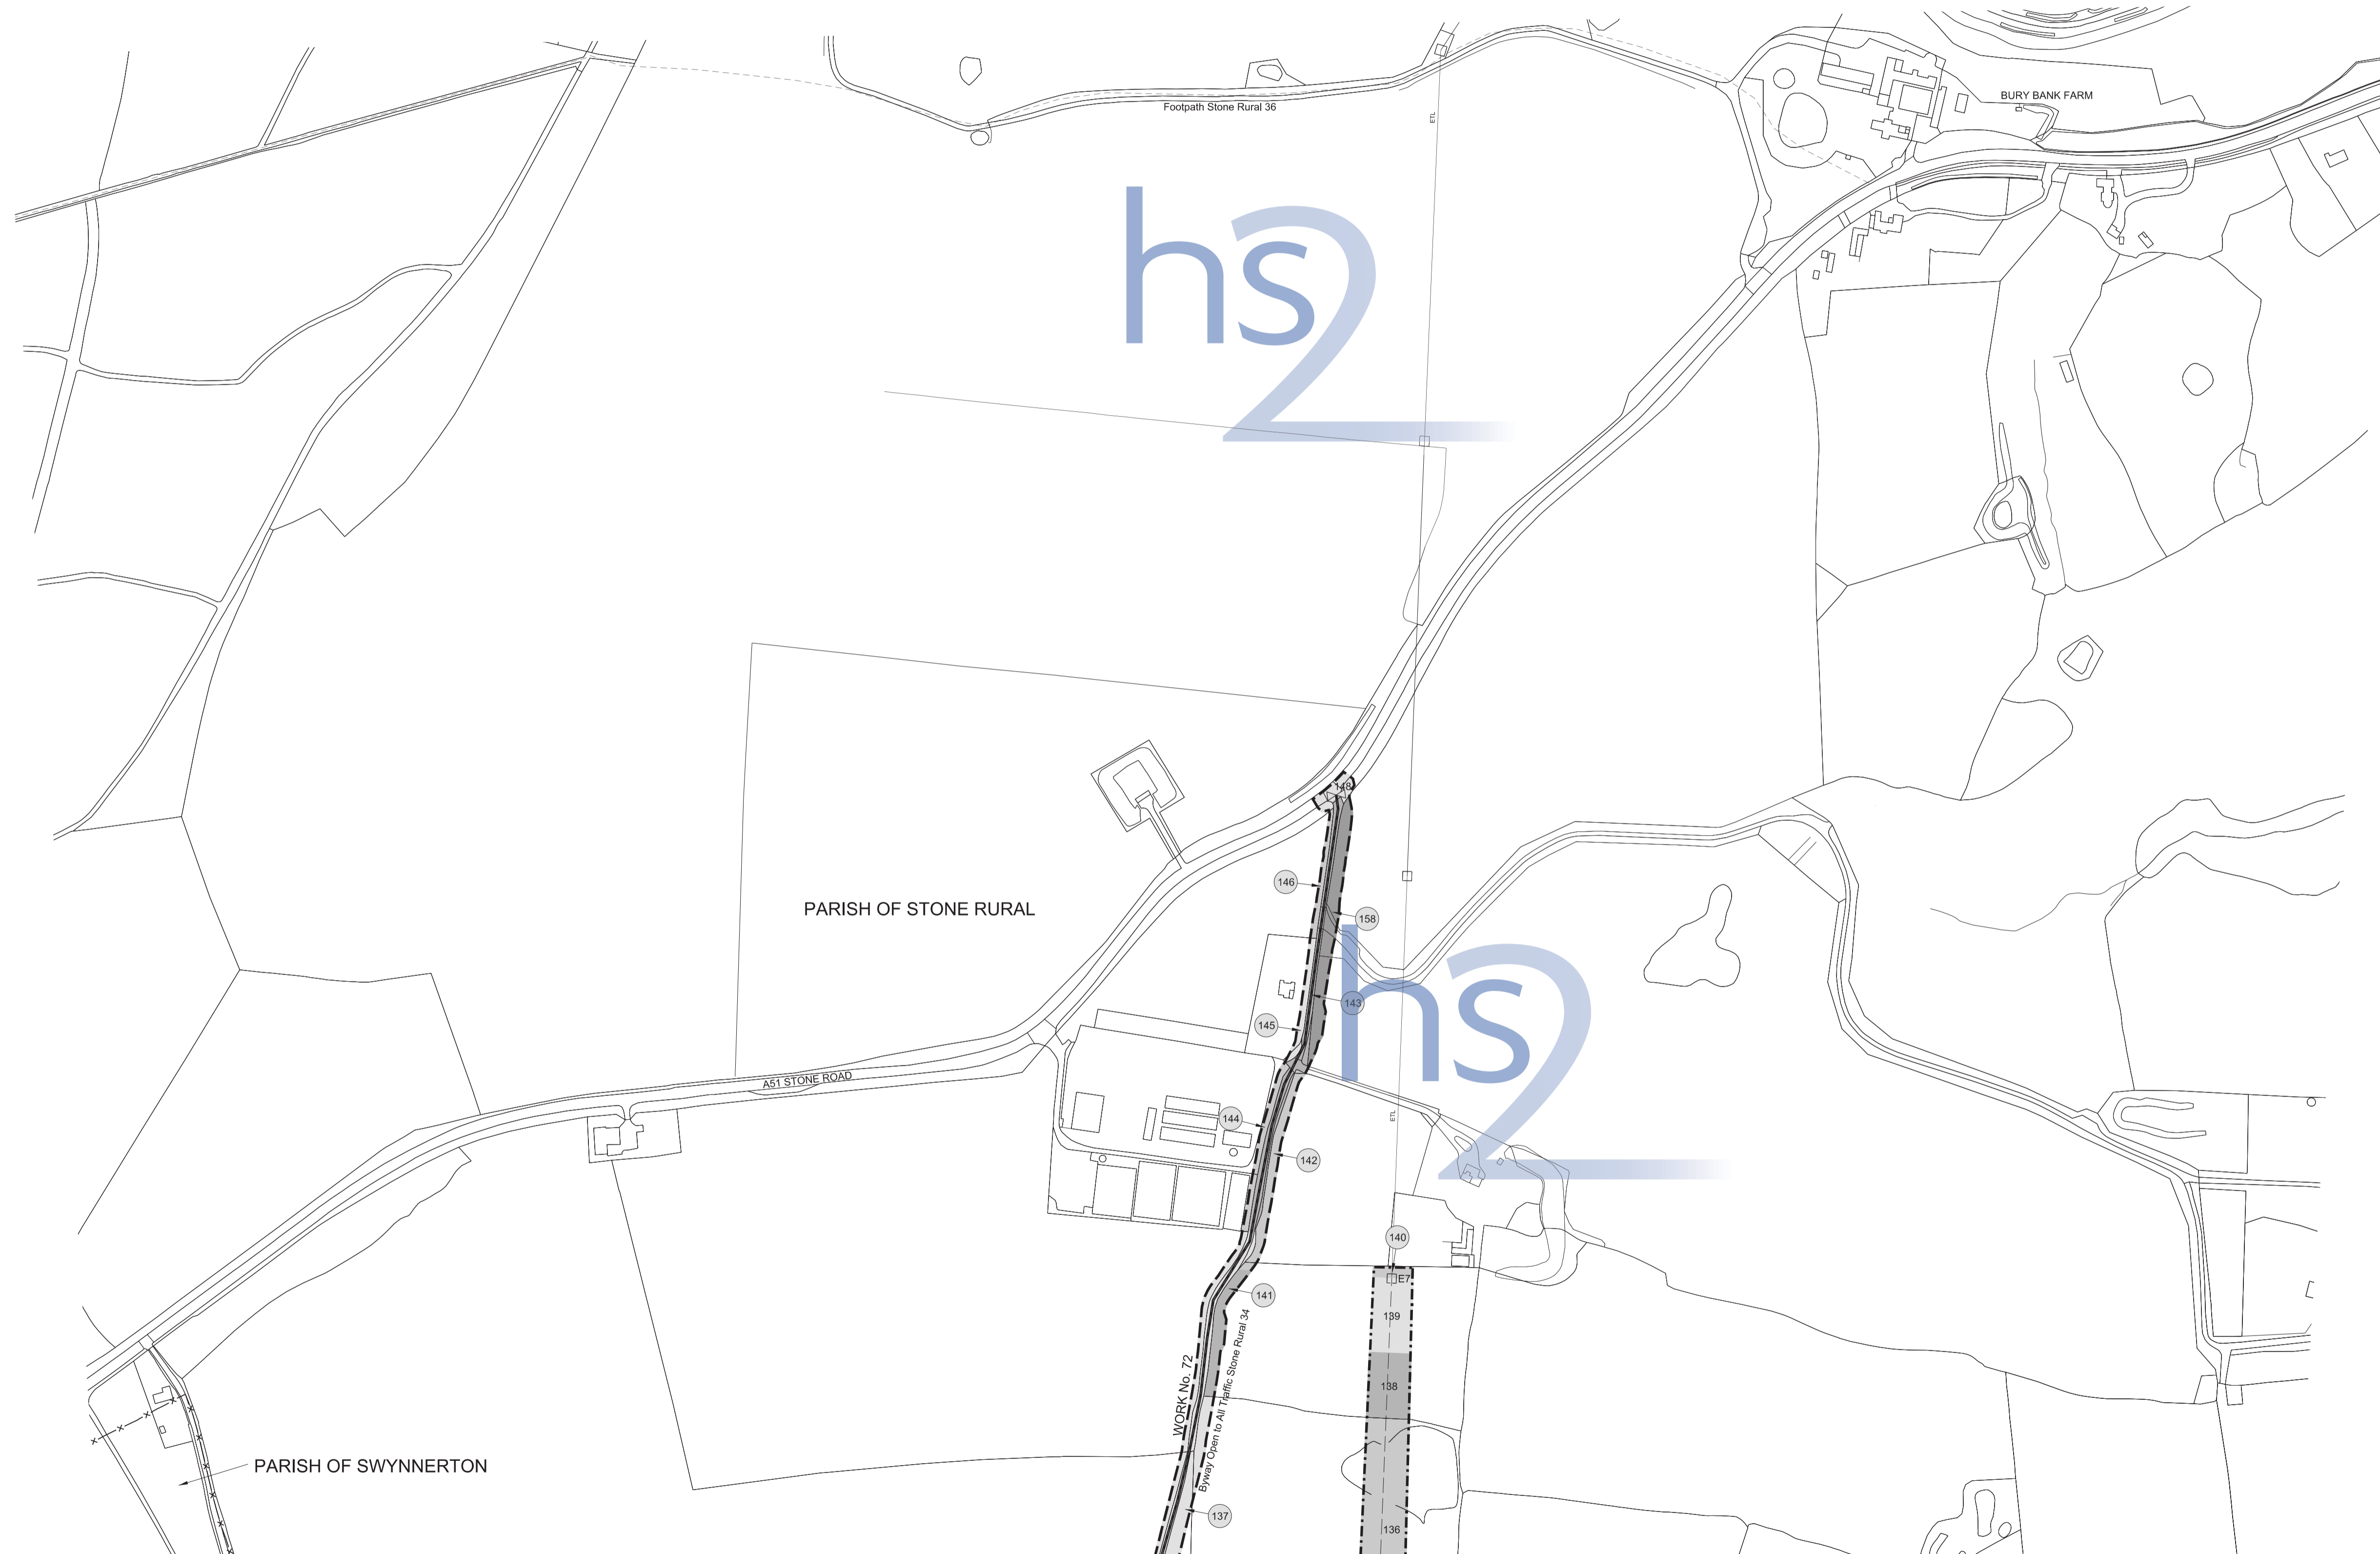 BURY BANK FARM
Footpath Stone Rural 36
ETL
hs2
148
146
PARISH OF STONE RURAL
158
143
145
hs2
A51 STONE ROAD
ETL
144
142
140
E7
141
139
WORK No. 72
Byway Open to All Traffic Stone Rural 34
138
PARISH OF SWYNNERTON
137
136